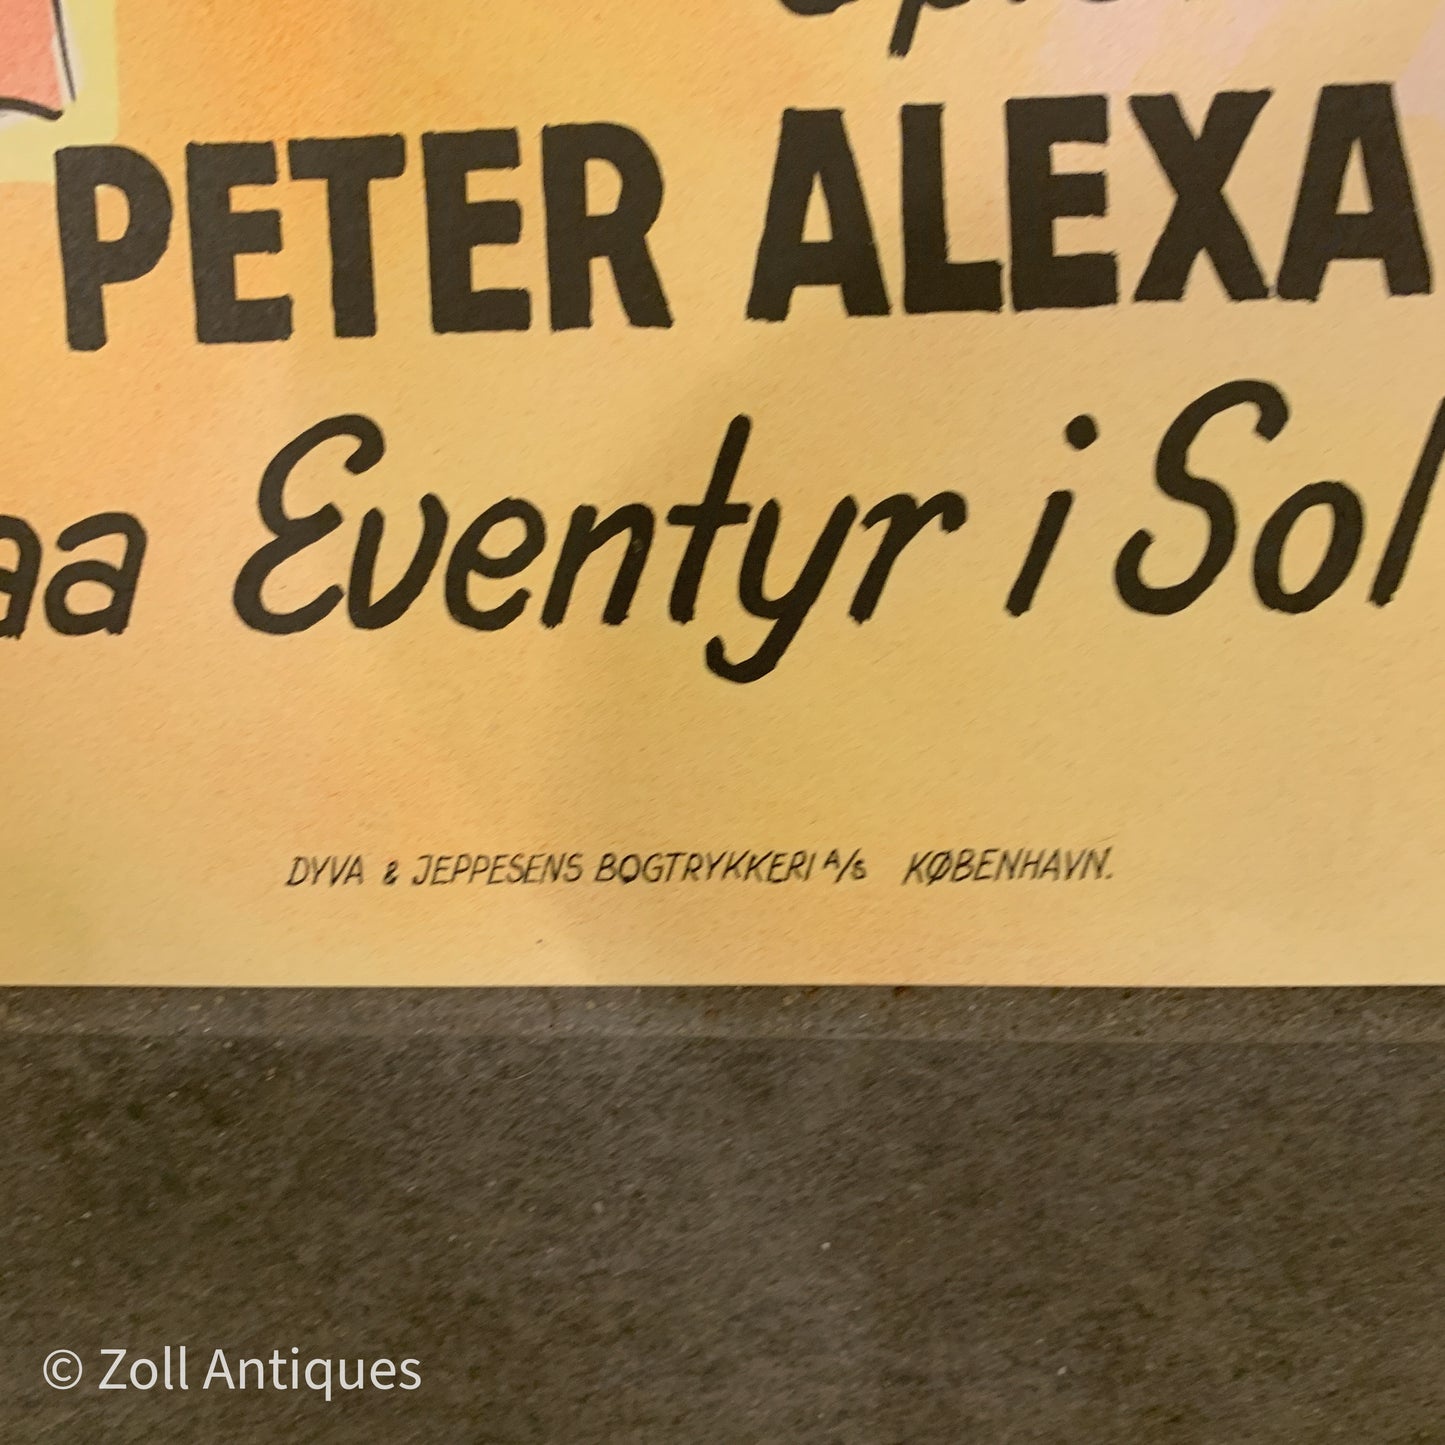 PETER ALEXA
aa Eventyr i Sol
DYVA & JEPPESENS BOGTRYKKERI A/S KØBENHAVN.
© Zoll Antiques